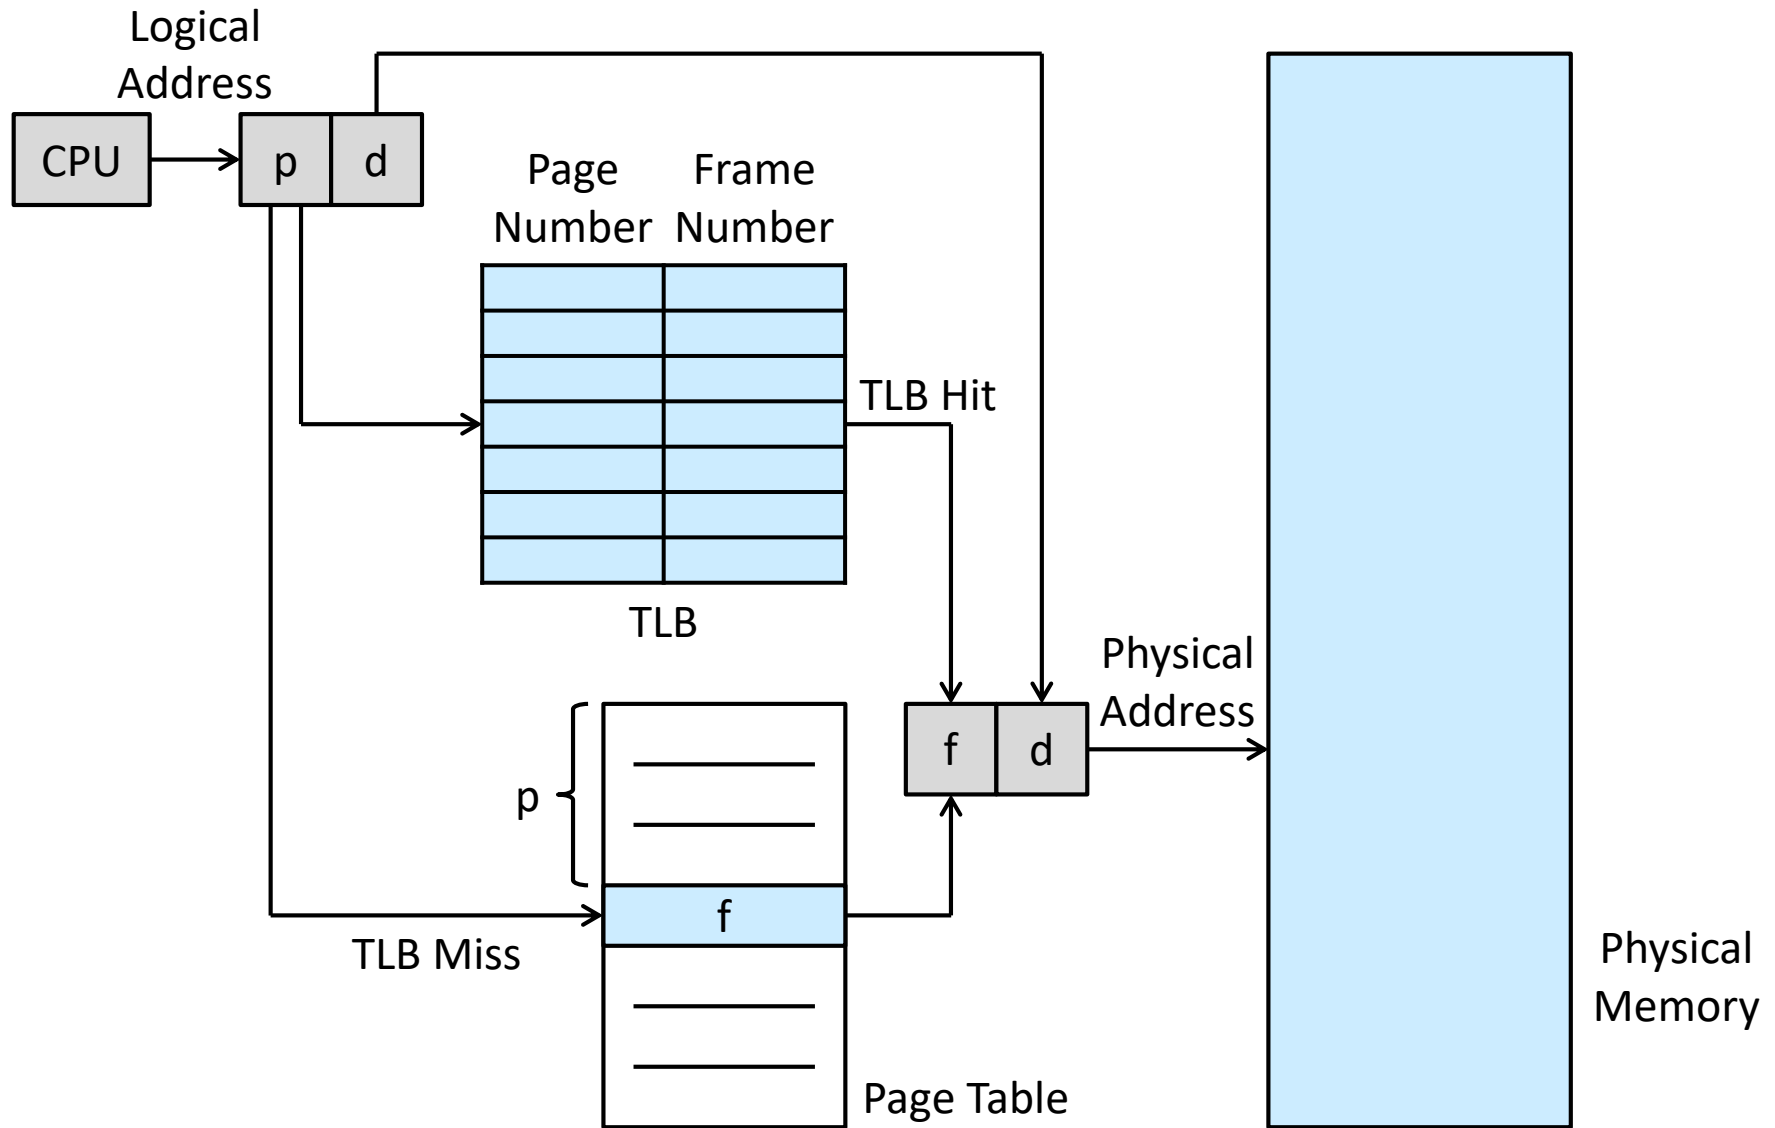 Logical
Address
CPU
p
d
Page
Number
Frame
Number
TLB Hit
TLB
Physical
Address
f
d
p
f
TLB Miss
Page Table
Physical
Memory